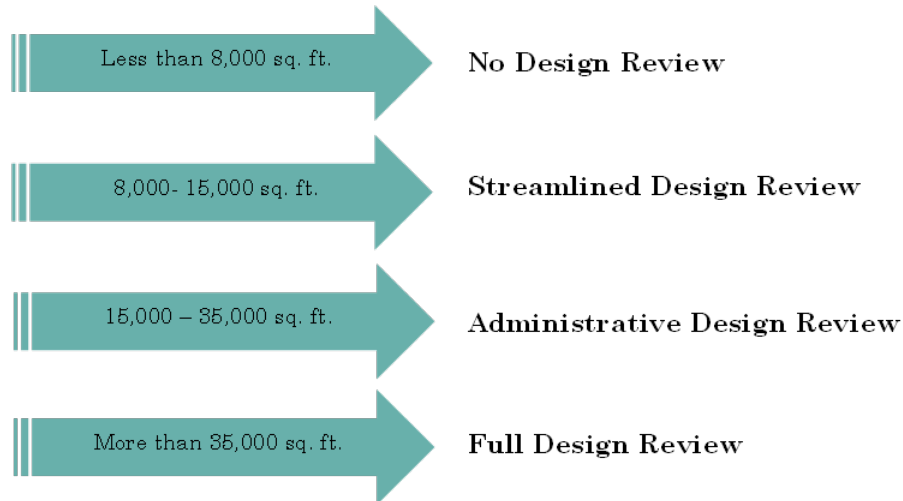 Less than 8,000 sq. ft.
No Design Review
8,000- 15,000 sq. ft.
Streamlined Design Review
15,000 – 35,000 sq. ft.
Administrative Design Review
More than 35,000 sq. ft.
Full Design Review